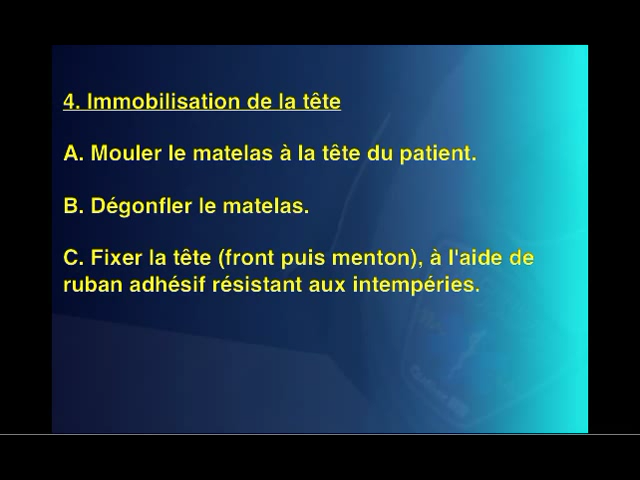 4. Immobilisation de la tête
A. Mouler le matelas à la tête du patient.
B. Dégonfler le matelas.
C. Fixer la tête (front puis menton), à l'aide de
ruban adhésif résistant aux intempéries.